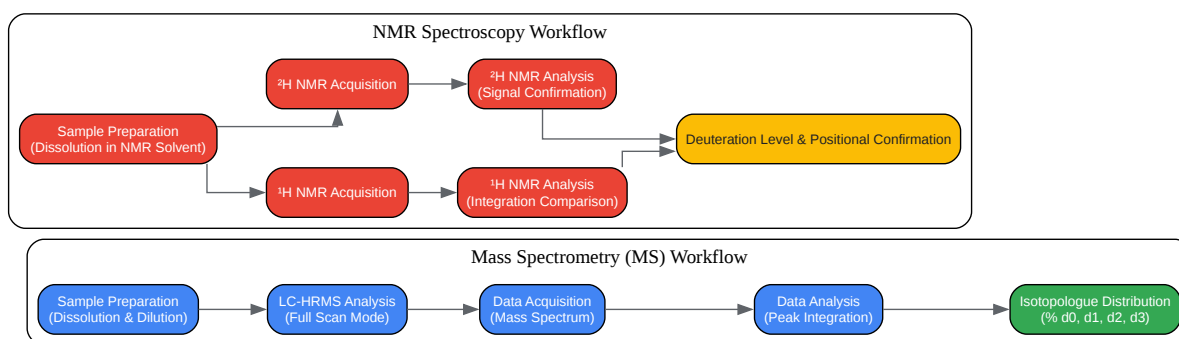 NMR Spectroscopy Workflow
²H NMR Acquisition
²H NMR Analysis
(Signal Confirmation)
Sample Preparation
(Dissolution in NMR Solvent)
Deuteration Level & Positional Confirmation
¹H NMR Acquisition
¹H NMR Analysis
(Integration Comparison)
Mass Spectrometry (MS) Workflow
Sample Preparation
(Dissolution & Dilution)
LC-HRMS Analysis
(Full Scan Mode)
Data Acquisition
(Mass Spectrum)
Data Analysis
(Peak Integration)
Isotopologue Distribution
(% d0, d1, d2, d3)